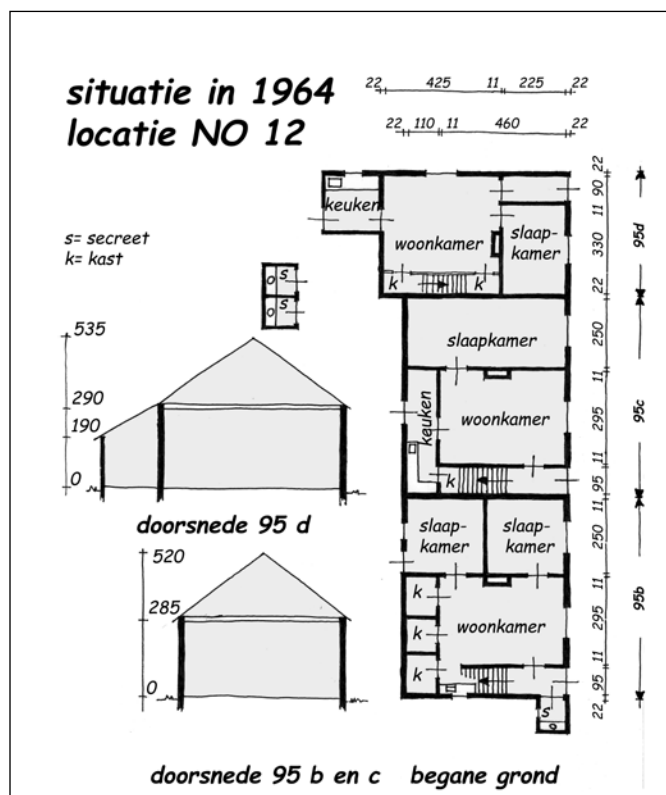 situatie in 1964
locatie NO 12
22 425 11 225 22
22 110 11 460 22
s= secreet
k= kast
s
s
keuken
woonkamer
slaap-
kamer
k
k
22
90
11
330
22
95d
slaapkamer
250
11
keuken
woonkamer
295
95c
k
11
95
535
290
190
0
doorsnede 95 d
slaap-
kamer
slaap-
kamer
11
250
k
k
k
woonkamer
11
295
95b
11
95
22
s
520
285
0
doorsnede 95 b en c
begane grond